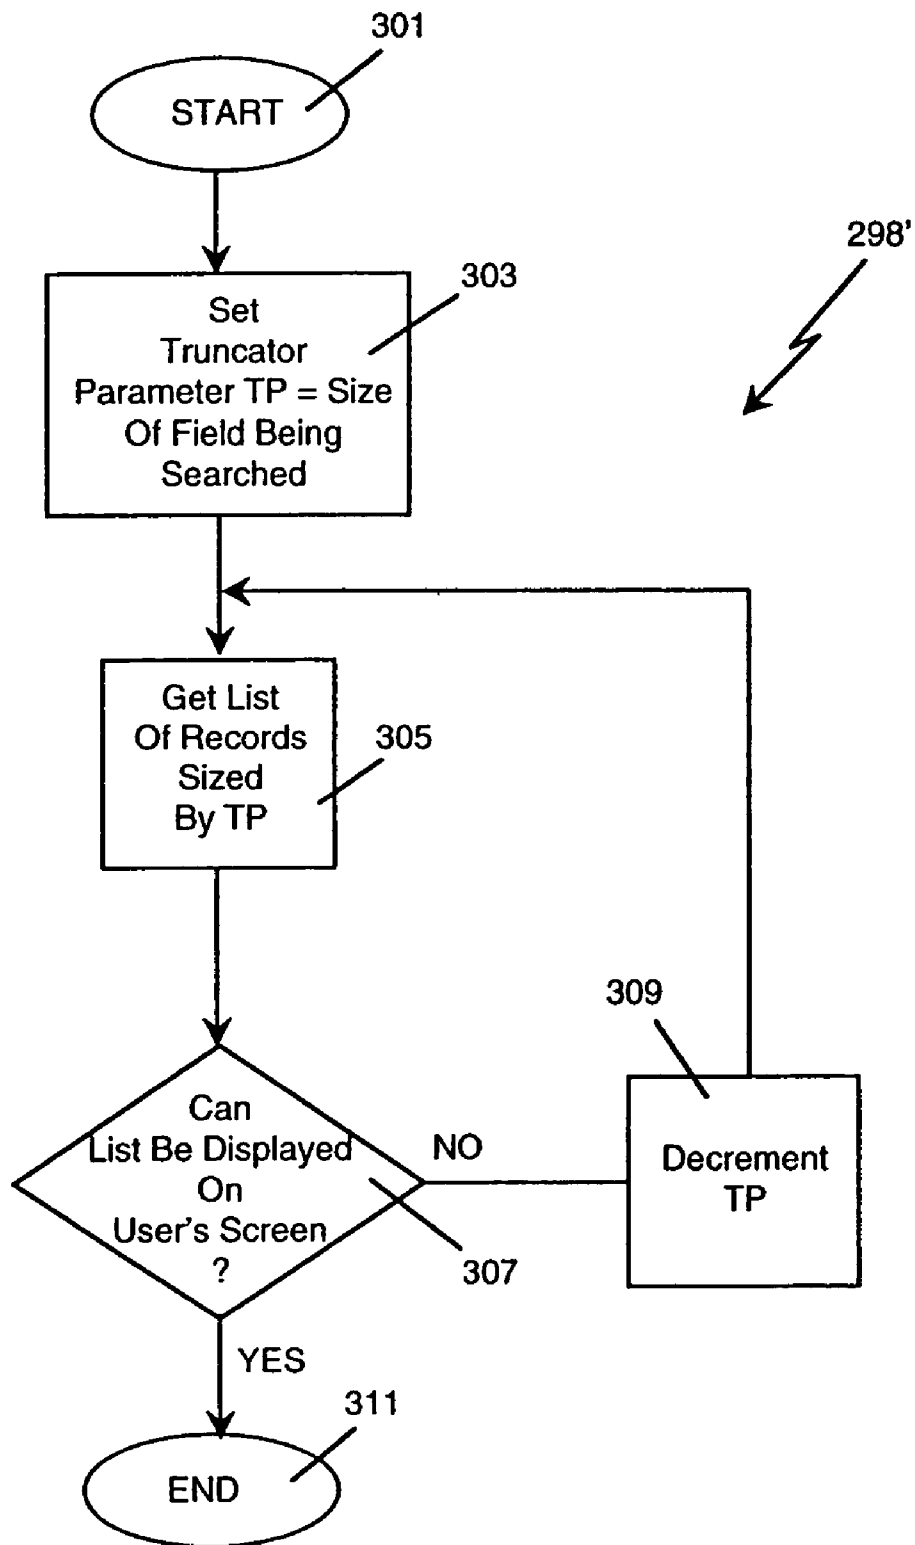 301
START
298'
303
Set
Truncator
Parameter TP = Size
Of Field Being
Searched
Get List
Of Records
Sized
By TP
305
309
Can
List Be Displayed
On
User's Screen
?
NO
Decrement
TP
307
YES
311
END